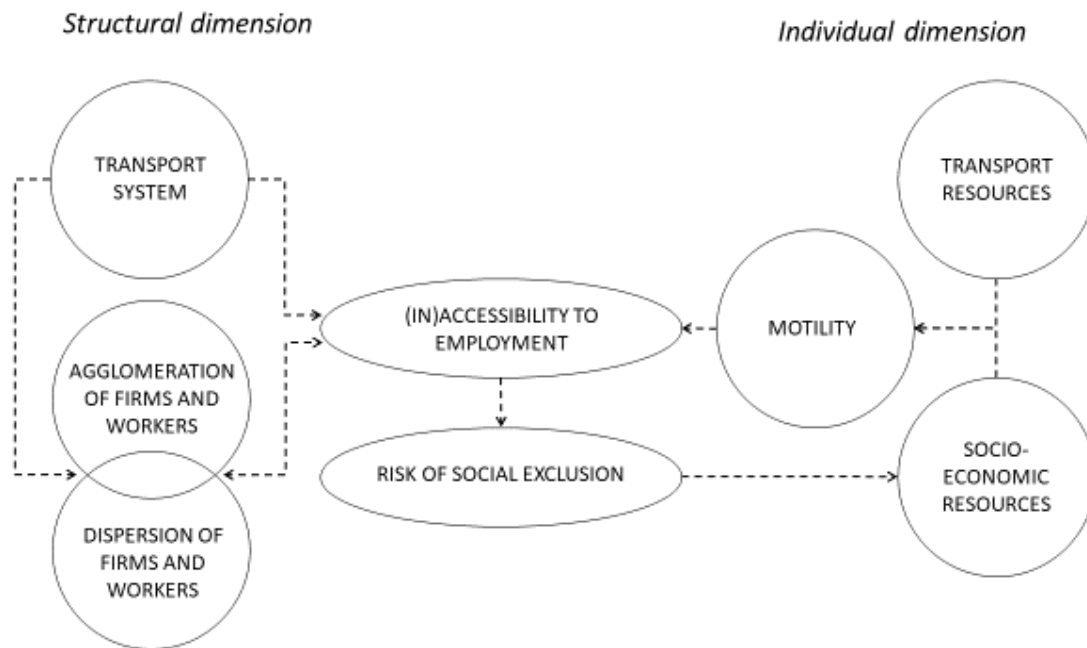 Structural dimension
Individual dimension
TRANSPORT
SYSTEM
TRANSPORT
RESOURCES
(IN)ACCESSIBILITY TO
EMPLOYMENT
MOTILITY
AGGLOMERATION
OF FIRMS AND
WORKERS
RISK OF SOCIAL EXCLUSION
SOCIO-
ECONOMIC
RESOURCES
DISPERSION OF
FIRMS AND
WORKERS